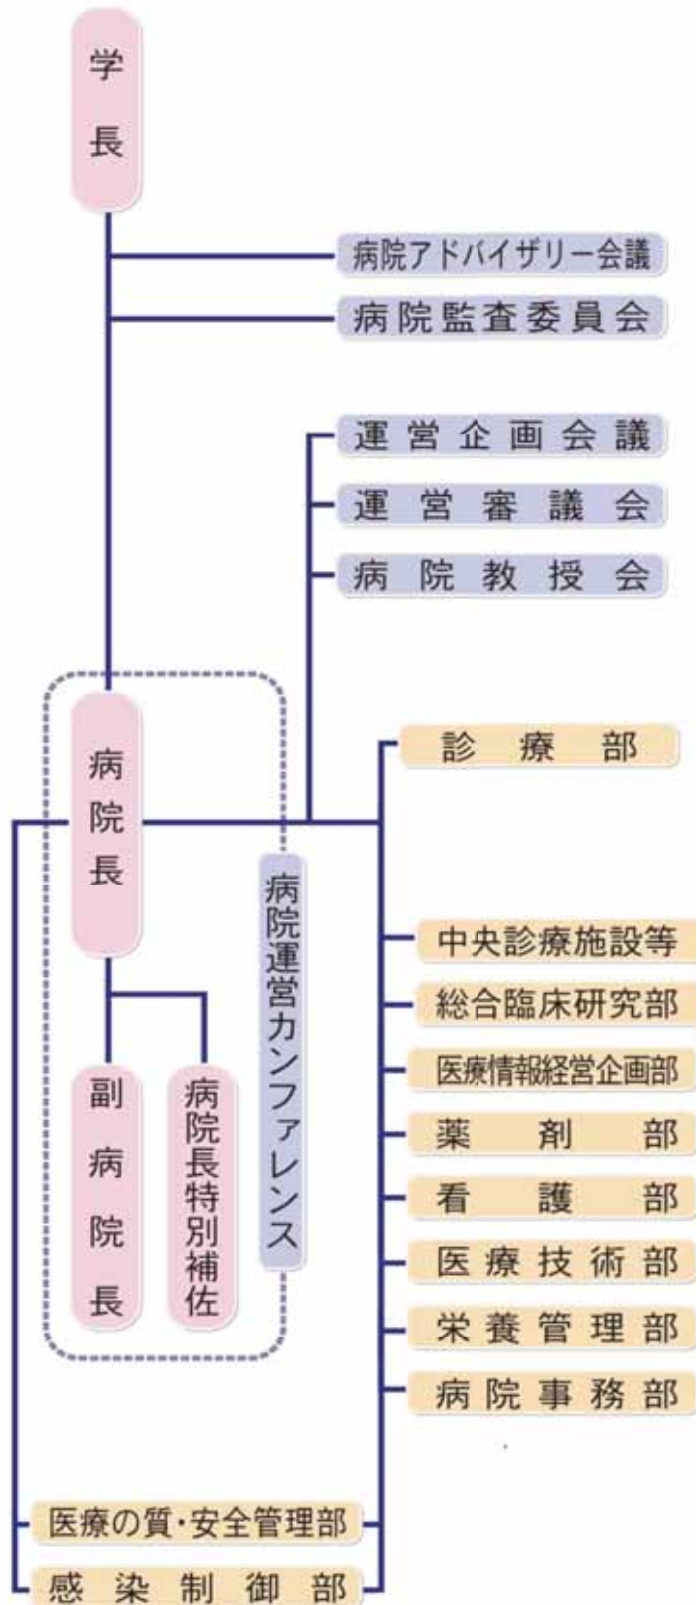 学長
病院アドバイザリー会議
病院監査委員会
運営企画会議
運営審議会
病院教授会
病院長
診療部
病院運営カンファレンス
中央診療施設等
総合臨床研究部
医療情報経営企画部
副病院長
病院長特別補佐
薬剤部
看護部
医療技術部
栄養管理部
病院事務部
医療の質・安全管理部
感染制御部